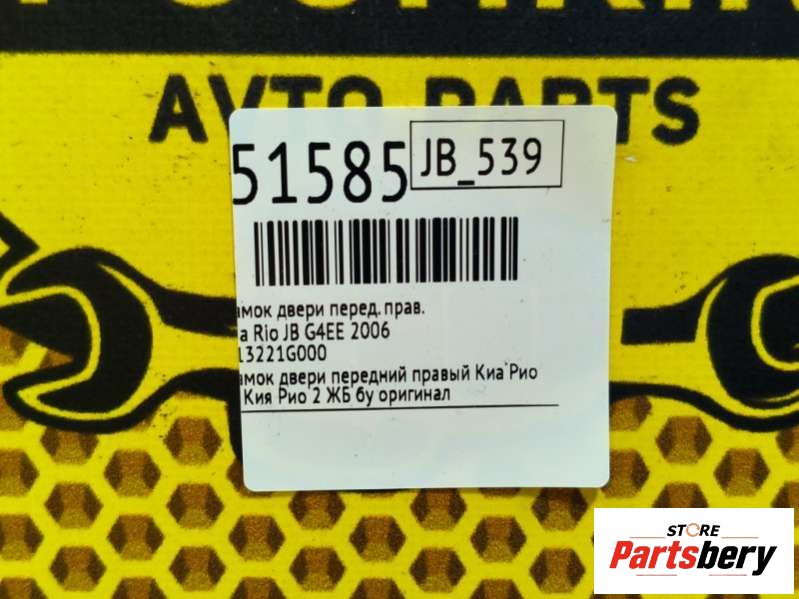 AVTO PARTS
51585
JB_539
амок двери перед. прав.
a Rio JB G4EE 2006
13221G000
амок двери передний правый Киа Рио
Кия Рио 2 ЖБ бу оригинал
STORE
Partsbery